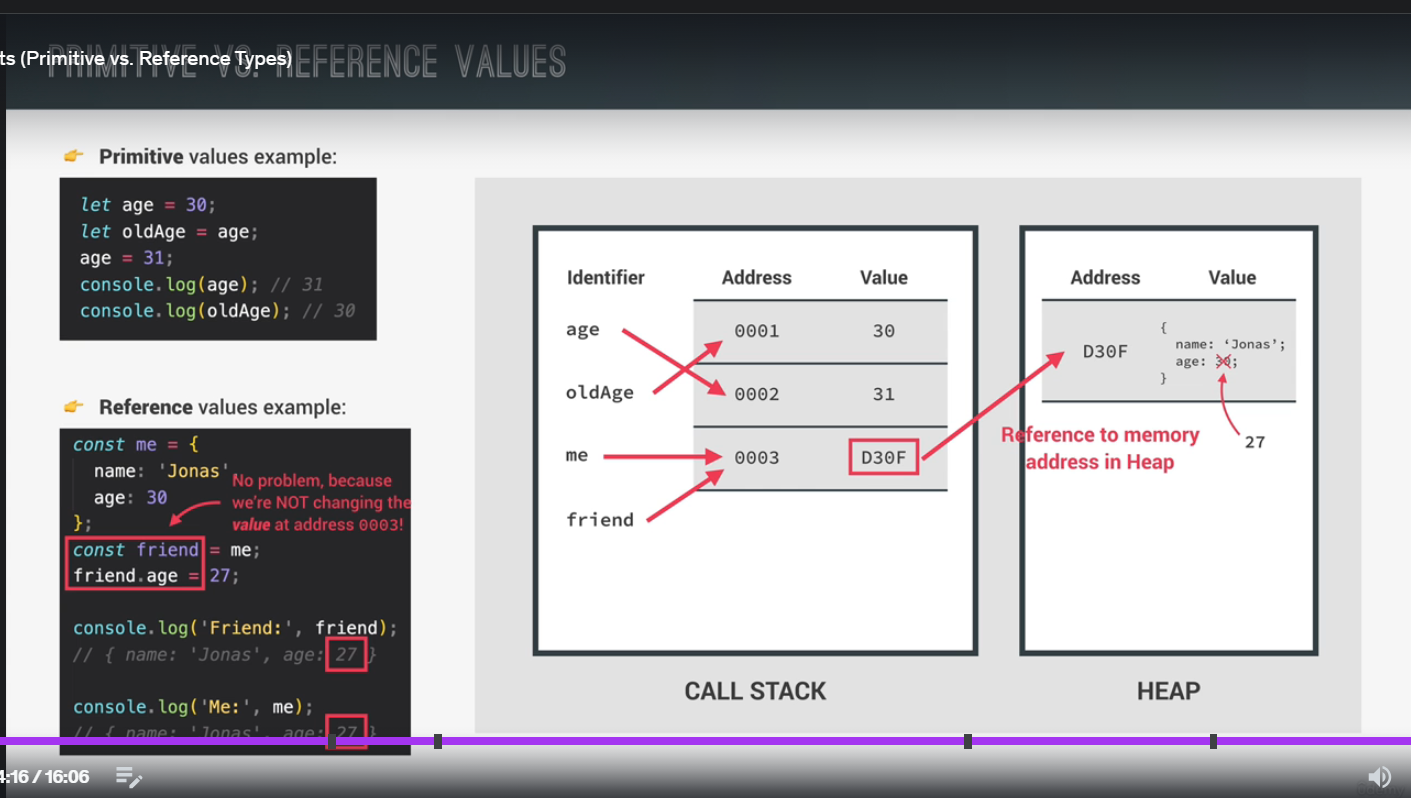 ts (Primitive vs. Reference Types)
PRIMITIVE VS. REFERENCE VALUES
👉 Primitive values example:
let age = 30;
let oldAge = age;
age = 31;
console.log(age); // 31
console.log(oldAge); // 30
👉 Reference values example:
const me = {
name: 'Jonas'
age: 30
};
const friend = me;
friend.age = 27;
console.log('Friend:', friend);
// { name: 'Jonas', age: 27 }
console.log('Me:', me);
// { name: 'Jonas', age: 27 }
No problem, because
we're NOT changing the
value at address 0003!
Identifier Address Value
age 0001 30
oldAge 0002 31
me 0003 D30F
friend
CALL STACK
Address Value
D30F
{
name: ‘Jonas’;
age: 30;
}
27
Reference to memory
address in Heap
HEAP
4:16 / 16:06